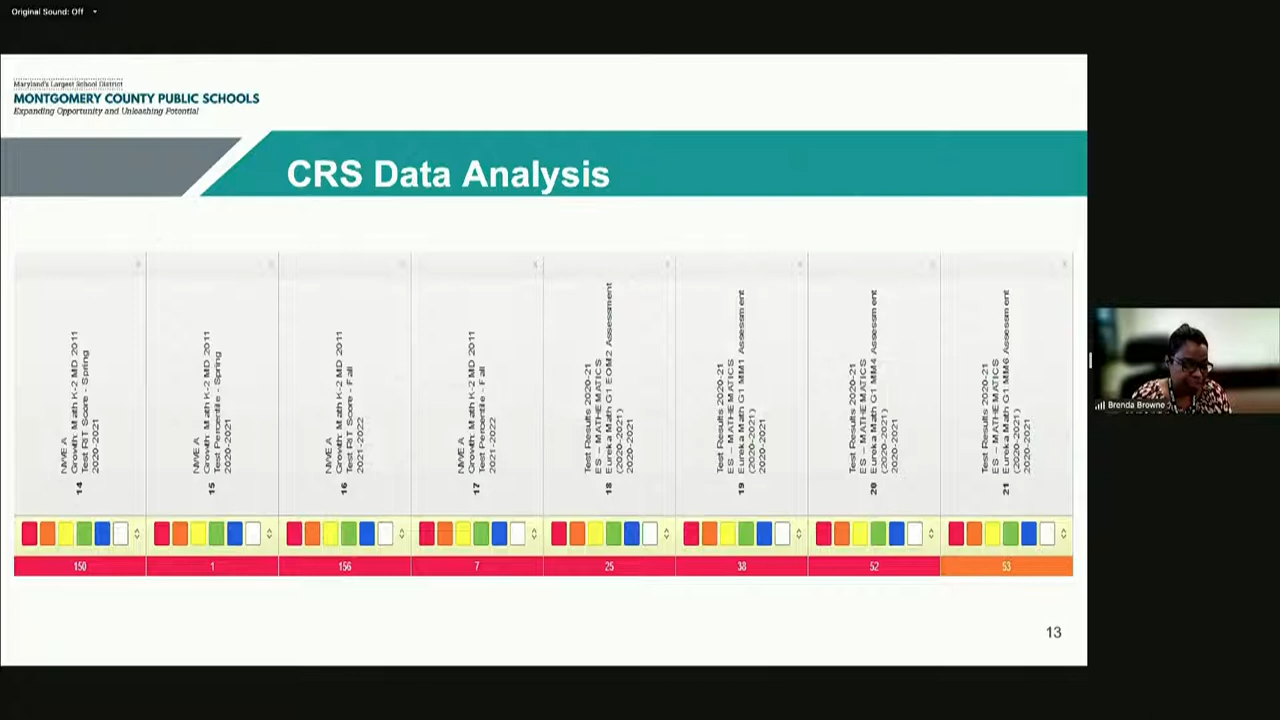 Original Sound: Off
Maryland's Largest School District
MONTGOMERY COUNTY PUBLIC SCHOOLS
Expanding Opportunity and Unleashing Potential
CRS Data Analysis
14
NWEA
Growth: Math K-2 MD 2011
Test RIT Score - Spring
2020-2021
15
NWEA
Growth: Math K-2 MD 2011
Test Percentile - Spring
2020-2021
16
NWEA
Growth: Math K-2 MD 2011
Test RIT Score - Fall
2021-2022
17
NWEA
Growth: Math K-2 MD 2011
Test Percentile - Fall
2021-2022
18
Test Results 2020-21
ES - MATHEMATICS
Eureka Math G1 EOM2 Assessment
(2020-2021)
2020-2021
19
Test Results 2020-21
ES - MATHEMATICS
Eureka Math G1 MM1 Assessment
(2020-2021)
2020-2021
20
Test Results 2020-21
ES - MATHEMATICS
Eureka Math G1 MM4 Assessment
(2020-2021)
2020-2021
21
Test Results 2020-21
ES - MATHEMATICS
Eureka Math G1 MM6 Assessment
(2020-2021)
2020-2021
150 1 156 7 25 38 52 53
13
Brenda Browne